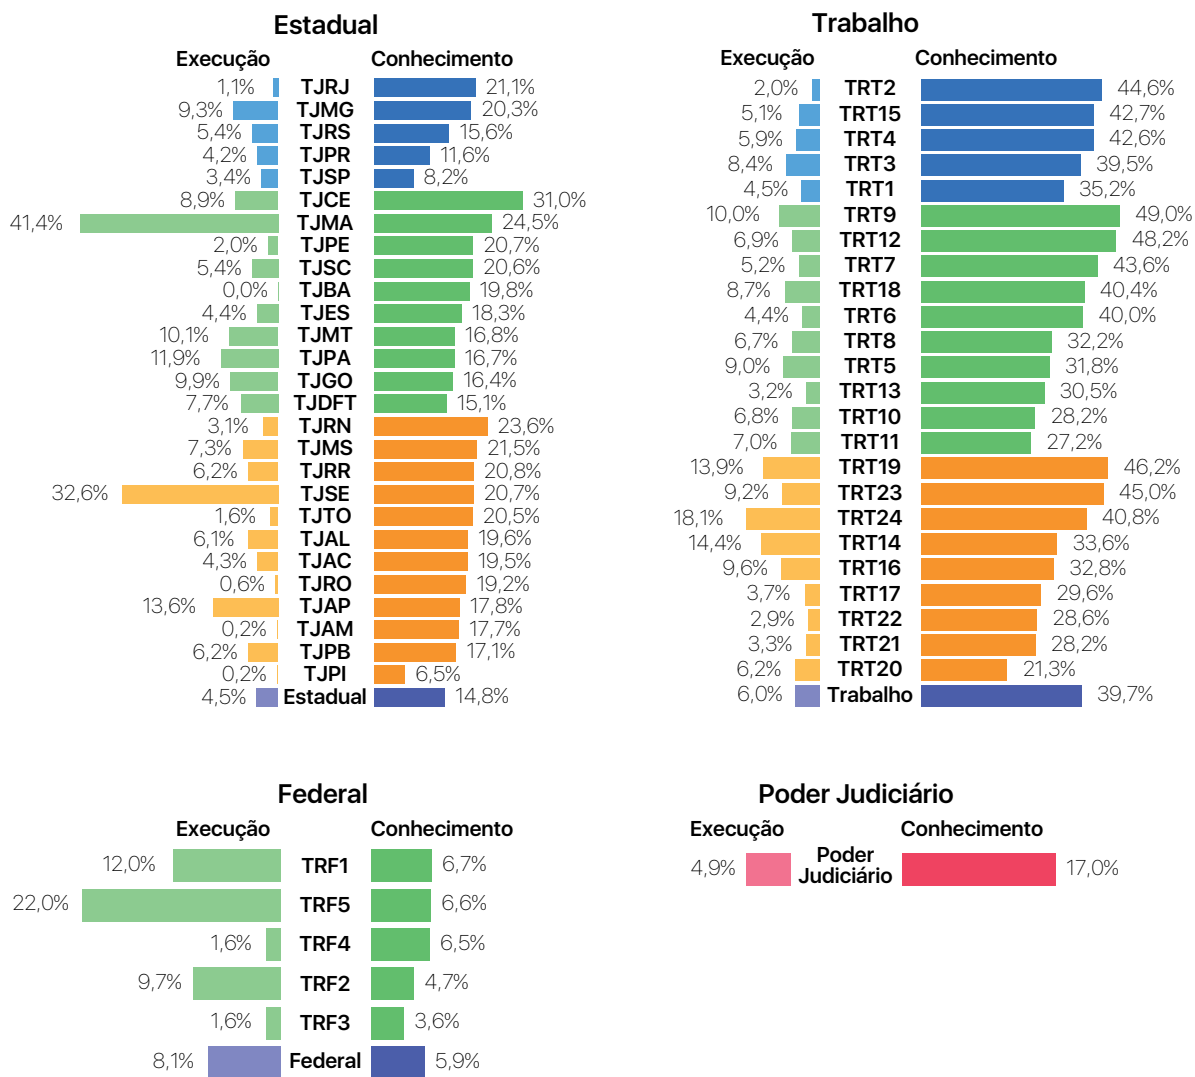 Estadual
Execução Conhecimento
1,1% TJRJ 21,1%
9,3% TJMG 20,3%
5,4% TJRS 15,6%
4,2% TJPR 11,6%
3,4% TJSP 8,2%
8,9% TJCE 31,0%
41,4% TJMA 24,5%
2,0% TJPE 20,7%
5,4% TJSC 20,6%
0,0% TJBA 19,8%
4,4% TJES 18,3%
10,1% TJMT 16,8%
11,9% TJPA 16,7%
9,9% TJGO 16,4%
7,7% TJDFT 15,1%
3,1% TJRN 23,6%
7,3% TJMS 21,5%
6,2% TJRR 20,8%
32,6% TJSE 20,7%
1,6% TJTO 20,5%
6,1% TJAL 19,6%
4,3% TJAC 19,5%
0,6% TJRO 19,2%
13,6% TJAP 17,8%
0,2% TJAM 17,7%
6,2% TJPB 17,1%
0,2% TJPI 6,5%
4,5% Estadual 14,8%
Trabalho
Execução Conhecimento
2,0% TRT2 44,6%
5,1% TRT15 42,7%
5,9% TRT4 42,6%
8,4% TRT3 39,5%
4,5% TRT1 35,2%
10,0% TRT9 49,0%
6,9% TRT12 48,2%
5,2% TRT7 43,6%
8,7% TRT18 40,4%
4,4% TRT6 40,0%
6,7% TRT8 32,2%
9,0% TRT5 31,8%
3,2% TRT13 30,5%
6,8% TRT10 28,2%
7,0% TRT11 27,2%
13,9% TRT19 46,2%
9,2% TRT23 45,0%
18,1% TRT24 40,8%
14,4% TRT14 33,6%
9,6% TRT16 32,8%
3,7% TRT17 29,6%
2,9% TRT22 28,6%
3,3% TRT21 28,2%
6,2% TRT20 21,3%
6,0% Trabalho 39,7%
Federal
Execução Conhecimento
12,0% TRF1 6,7%
22,0% TRF5 6,6%
1,6% TRF4 6,5%
9,7% TRF2 4,7%
1,6% TRF3 3,6%
8,1% Federal 5,9%
Poder Judiciário
Execução Conhecimento
4,9% Poder Judiciário 17,0%